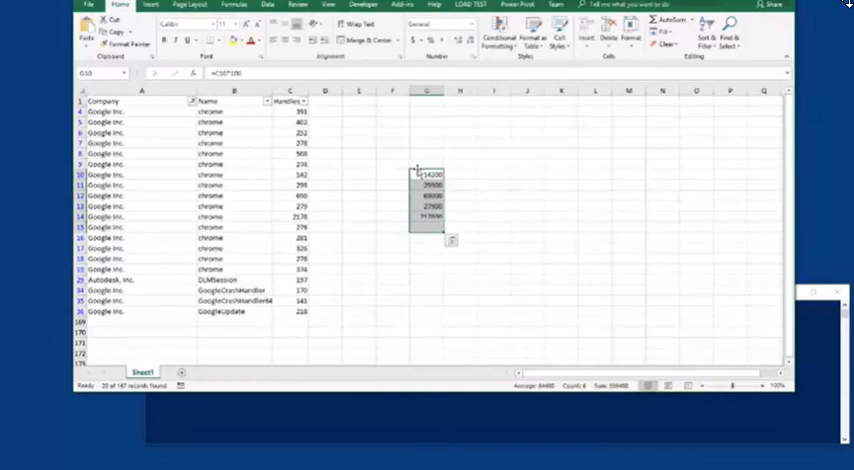 File Home Insert Page Layout Formulas Data Review View Developer Add-ins Help LOAD TEST Power Pivot Team Tell me what you want to do Share
Paste Cut Copy Format Painter
Calibri 11 Wrap Text General
B I U Merge & Center $ %
Conditional Formatting Format as Table Cell Styles Insert Delete Format
AutoSum Fill Clear Sort & Filter Find & Select
Clipboard Font Alignment Number Styles Cells Editing
G10 fx =C10*100
A B C D E F G H I J K L M N O P Q
1 Company Name Handles
4 Google Inc. chrome 391
5 Google Inc. chrome 402
6 Google Inc. chrome 252
7 Google Inc. chrome 278
8 Google Inc. chrome
9 Google Inc. chrome 274
10 Google Inc. chrome 142 14200
11 Google Inc. chrome 299 29900
12 Google Inc. chrome
13 Google Inc. chrome 279 27900
14 Google Inc. chrome 2178
15 Google Inc. chrome
16 Google Inc. chrome 281
17 Google Inc. chrome 326
18 Google Inc. chrome
19 Google Inc. chrome 374
29 Autodesk, Inc. DLMSession 197
34 Google Inc. GoogleCrashHandler 170
35 Google Inc. GoogleCrashHandler64 141
36 Google Inc. GoogleUpdate 218
169
170
171
172
173
Sheet1
Ready 20 of 167 records found Average: 84400 Count: 6 100%